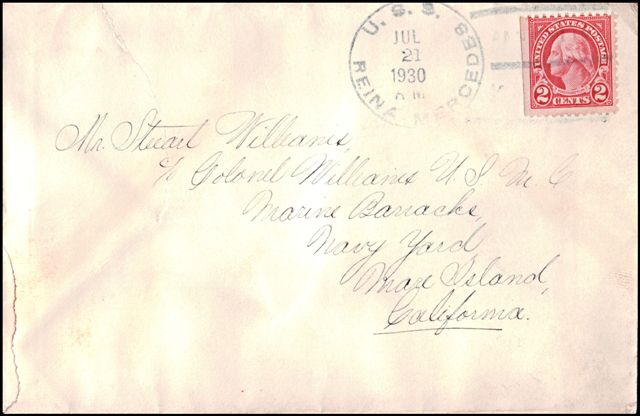 U. S. S. REINA MERCEDES
JUL
21
1930
A M
UNITED STATES POSTAGE
2 CENTS 2
Mr. Stuart Williams,
c/o Colonel Williams U. S. M. C
Marine Barracks,
Navy Yard
Mare Island,
California.